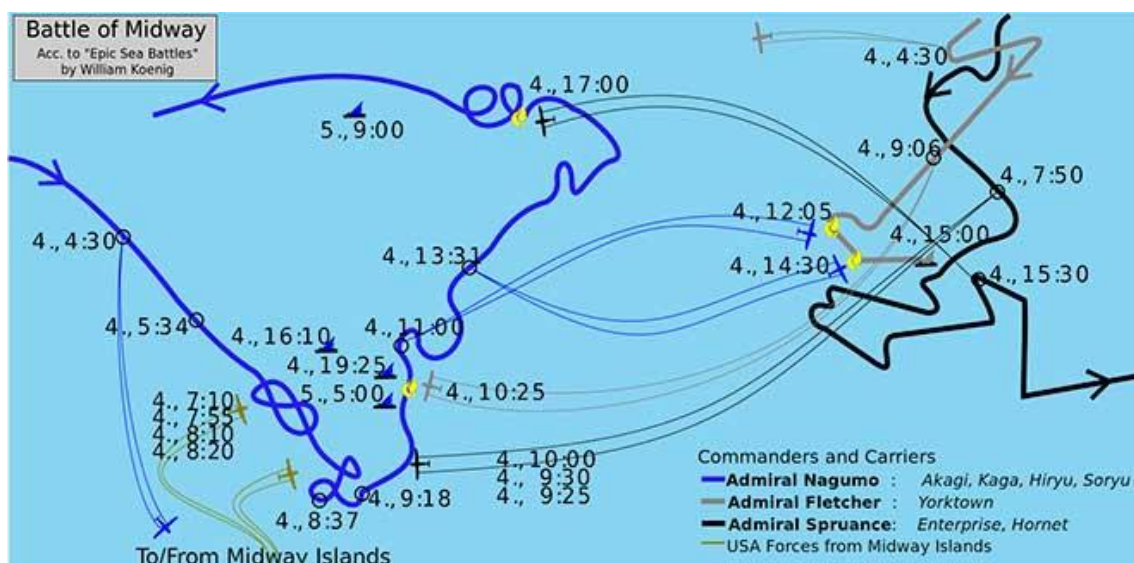 Battle of Midway
Acc. to "Epic Sea Battles"
by William Koenig
4.,4:30
4.,17:00
5.,9:00
4.,9:06
4.,7:50
4.,12:05
4.,15:00
4.,4:30
4.,13:31
4.,14:30
4.,15:30
4.,5:34
4.,16:10
4.,11:00
4.,19:25
5.,5:00
4.,10:25
4., 7:10
4., 7:55
4., 8:10
4., 8:20
4.,10:00
4., 9:30
4., 9:25
4.,9:18
4.,8:37
To/From Midway Islands
Commanders and Carriers
Admiral Nagumo : Akagi, Kaga, Hiryu, Soryu
Admiral Fletcher : Yorktown
Admiral Spruance: Enterprise, Hornet
USA Forces from Midway Islands